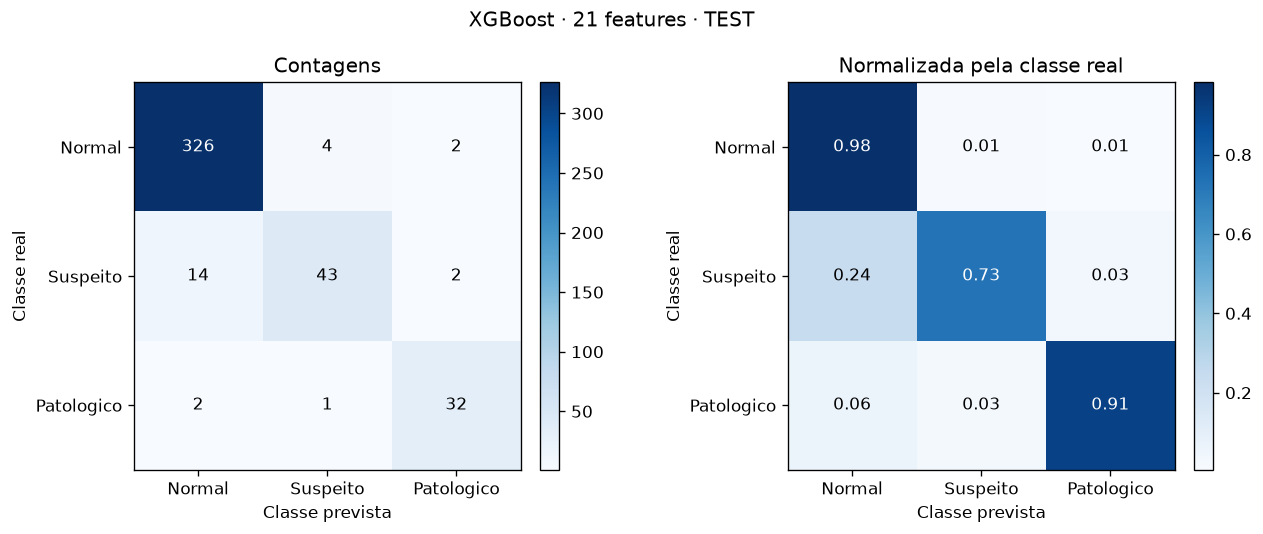 XGBoost · 21 features · TEST
Contagens
Classe real
Normal 326 4 2
Suspeito 14 43 2
Patologico 2 1 32
Normal Suspeito Patologico
Classe prevista
300
250
200
150
100
50
Normalizada pela classe real
Classe real
Normal 0.98 0.01 0.01
Suspeito 0.24 0.73 0.03
Patologico 0.06 0.03 0.91
Normal Suspeito Patologico
Classe prevista
0.8
0.6
0.4
0.2